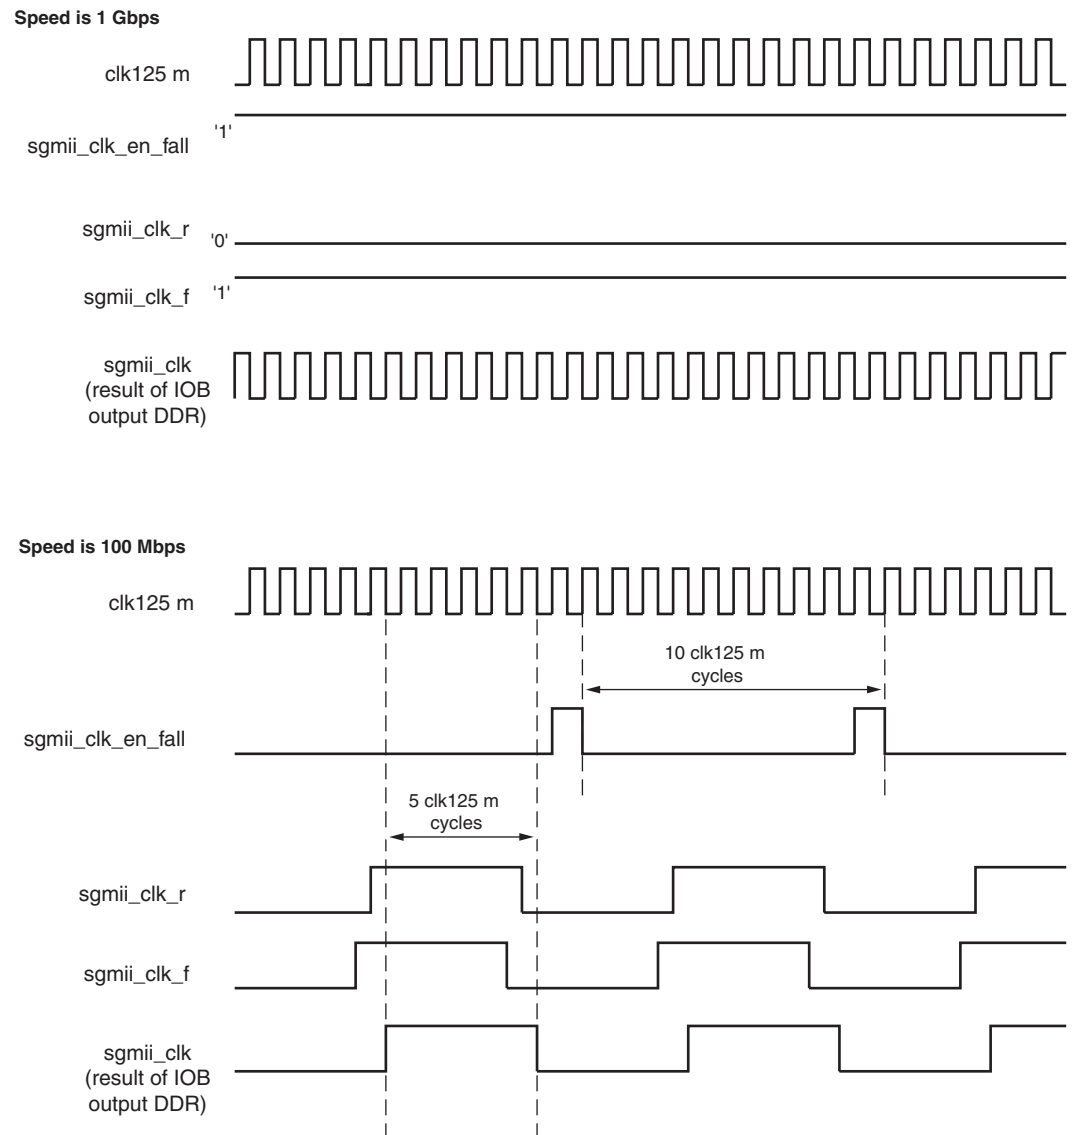 Speed is 1 Gbps
clk125 m
'1'
sgmii_clk_en_fall
sgmii_clk_r
'0'
sgmii_clk_f
'1'
sgmii_clk
(result of IOB
output DDR)
Speed is 100 Mbps
clk125 m
10 clk125 m
cycles
sgmii_clk_en_fall
5 clk125 m
cycles
sgmii_clk_r
sgmii_clk_f
sgmii_clk
(result of IOB
output DDR)